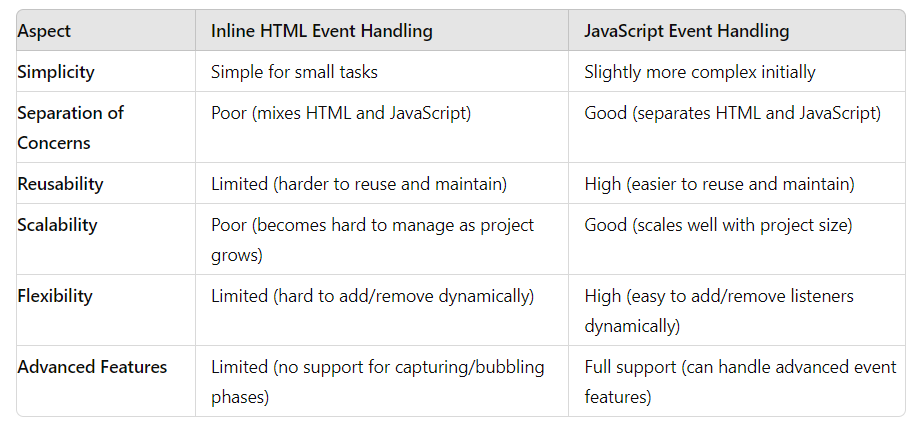 Aspect Inline HTML Event Handling JavaScript Event Handling
Simplicity Simple for small tasks Slightly more complex initially
Separation of Poor (mixes HTML and JavaScript) Good (separates HTML and JavaScript)
Concerns
Reusability Limited (harder to reuse and maintain) High (easier to reuse and maintain)
Scalability Poor (becomes hard to manage as project Good (scales well with project size)
grows)
Flexibility Limited (hard to add/remove dynamically) High (easy to add/remove listeners
dynamically)
Advanced Features Limited (no support for capturing/bubbling Full support (can handle advanced event
phases) features)